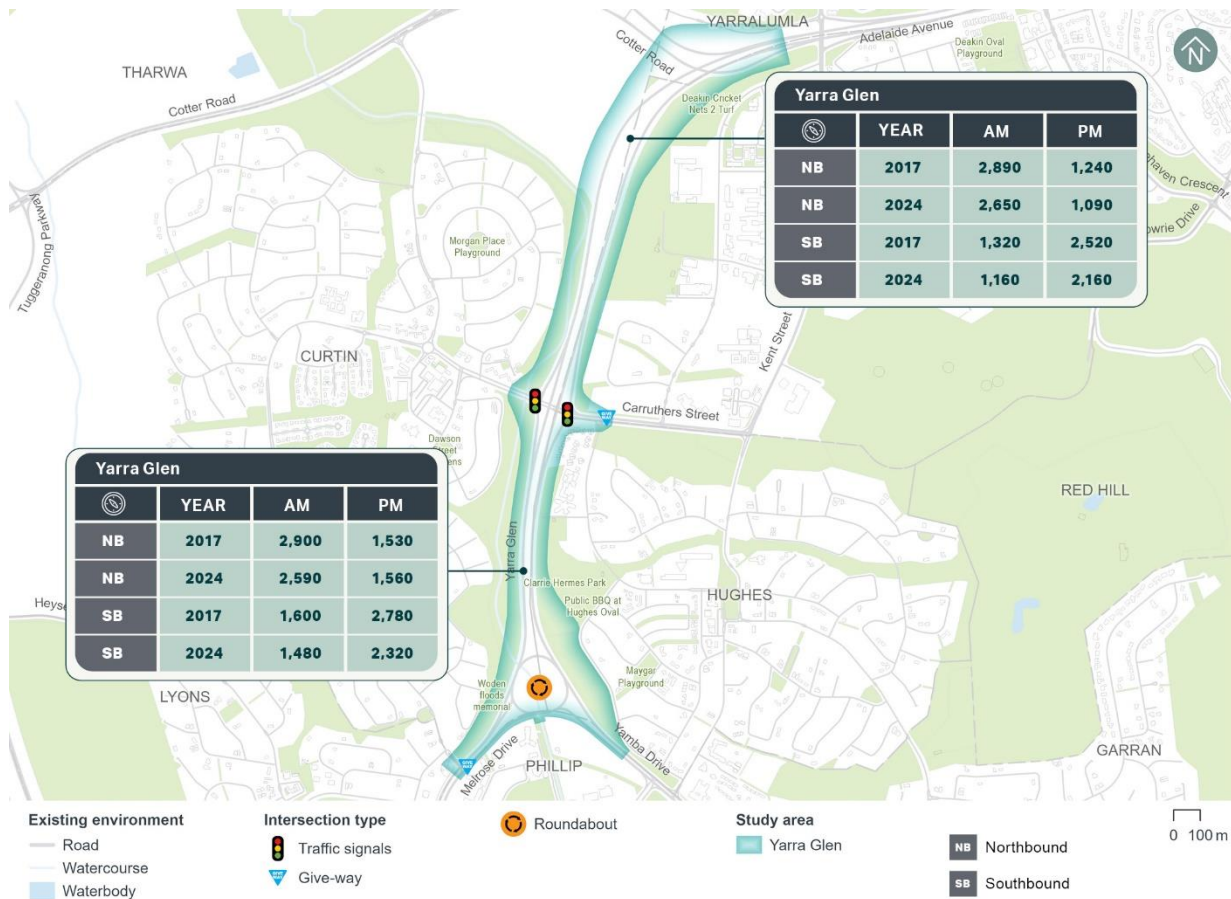 YARRALUMLA
Adelaide Avenue
Deakin Oval
Playground
N
Cotter Road
THARWA
Cotter Road
Deakin Cricket
Nets 2 Turf
Yarra Glen
YEAR AM PM
NB 2017 2,890 1,240
NB 2024 2,650 1,090
SB 2017 1,320 2,520
SB 2024 1,160 2,160
Crescent
owrie Drive
Tuggeranong Parkway
Morgan Place
Playground
Kent Street
CURTIN
GIVE
WAY
Carruthers Street
Dawson
Street
Yarra Glen
YEAR AM PM
NB 2017 2,900 1,530
NB 2024 2,590 1,560
SB 2017 1,600 2,780
SB 2024 1,480 2,320
RED HILL
Yarra Glen
Clarrie Hermes Park
Public BBQ at
Hughes Oval
HUGHES
Heyse
Maygar
Playground
LYONS
Woden
floods
memorial
Yamba Drive
GIVE
WAY
Melrose Drive
PHILLIP
GARRAN
Existing environment
Road
Watercourse
Waterbody
Intersection type
Traffic signals
GIVE
WAY
Give-way
Roundabout
Study area
Yarra Glen
NB Northbound
SB Southbound
0 100 m